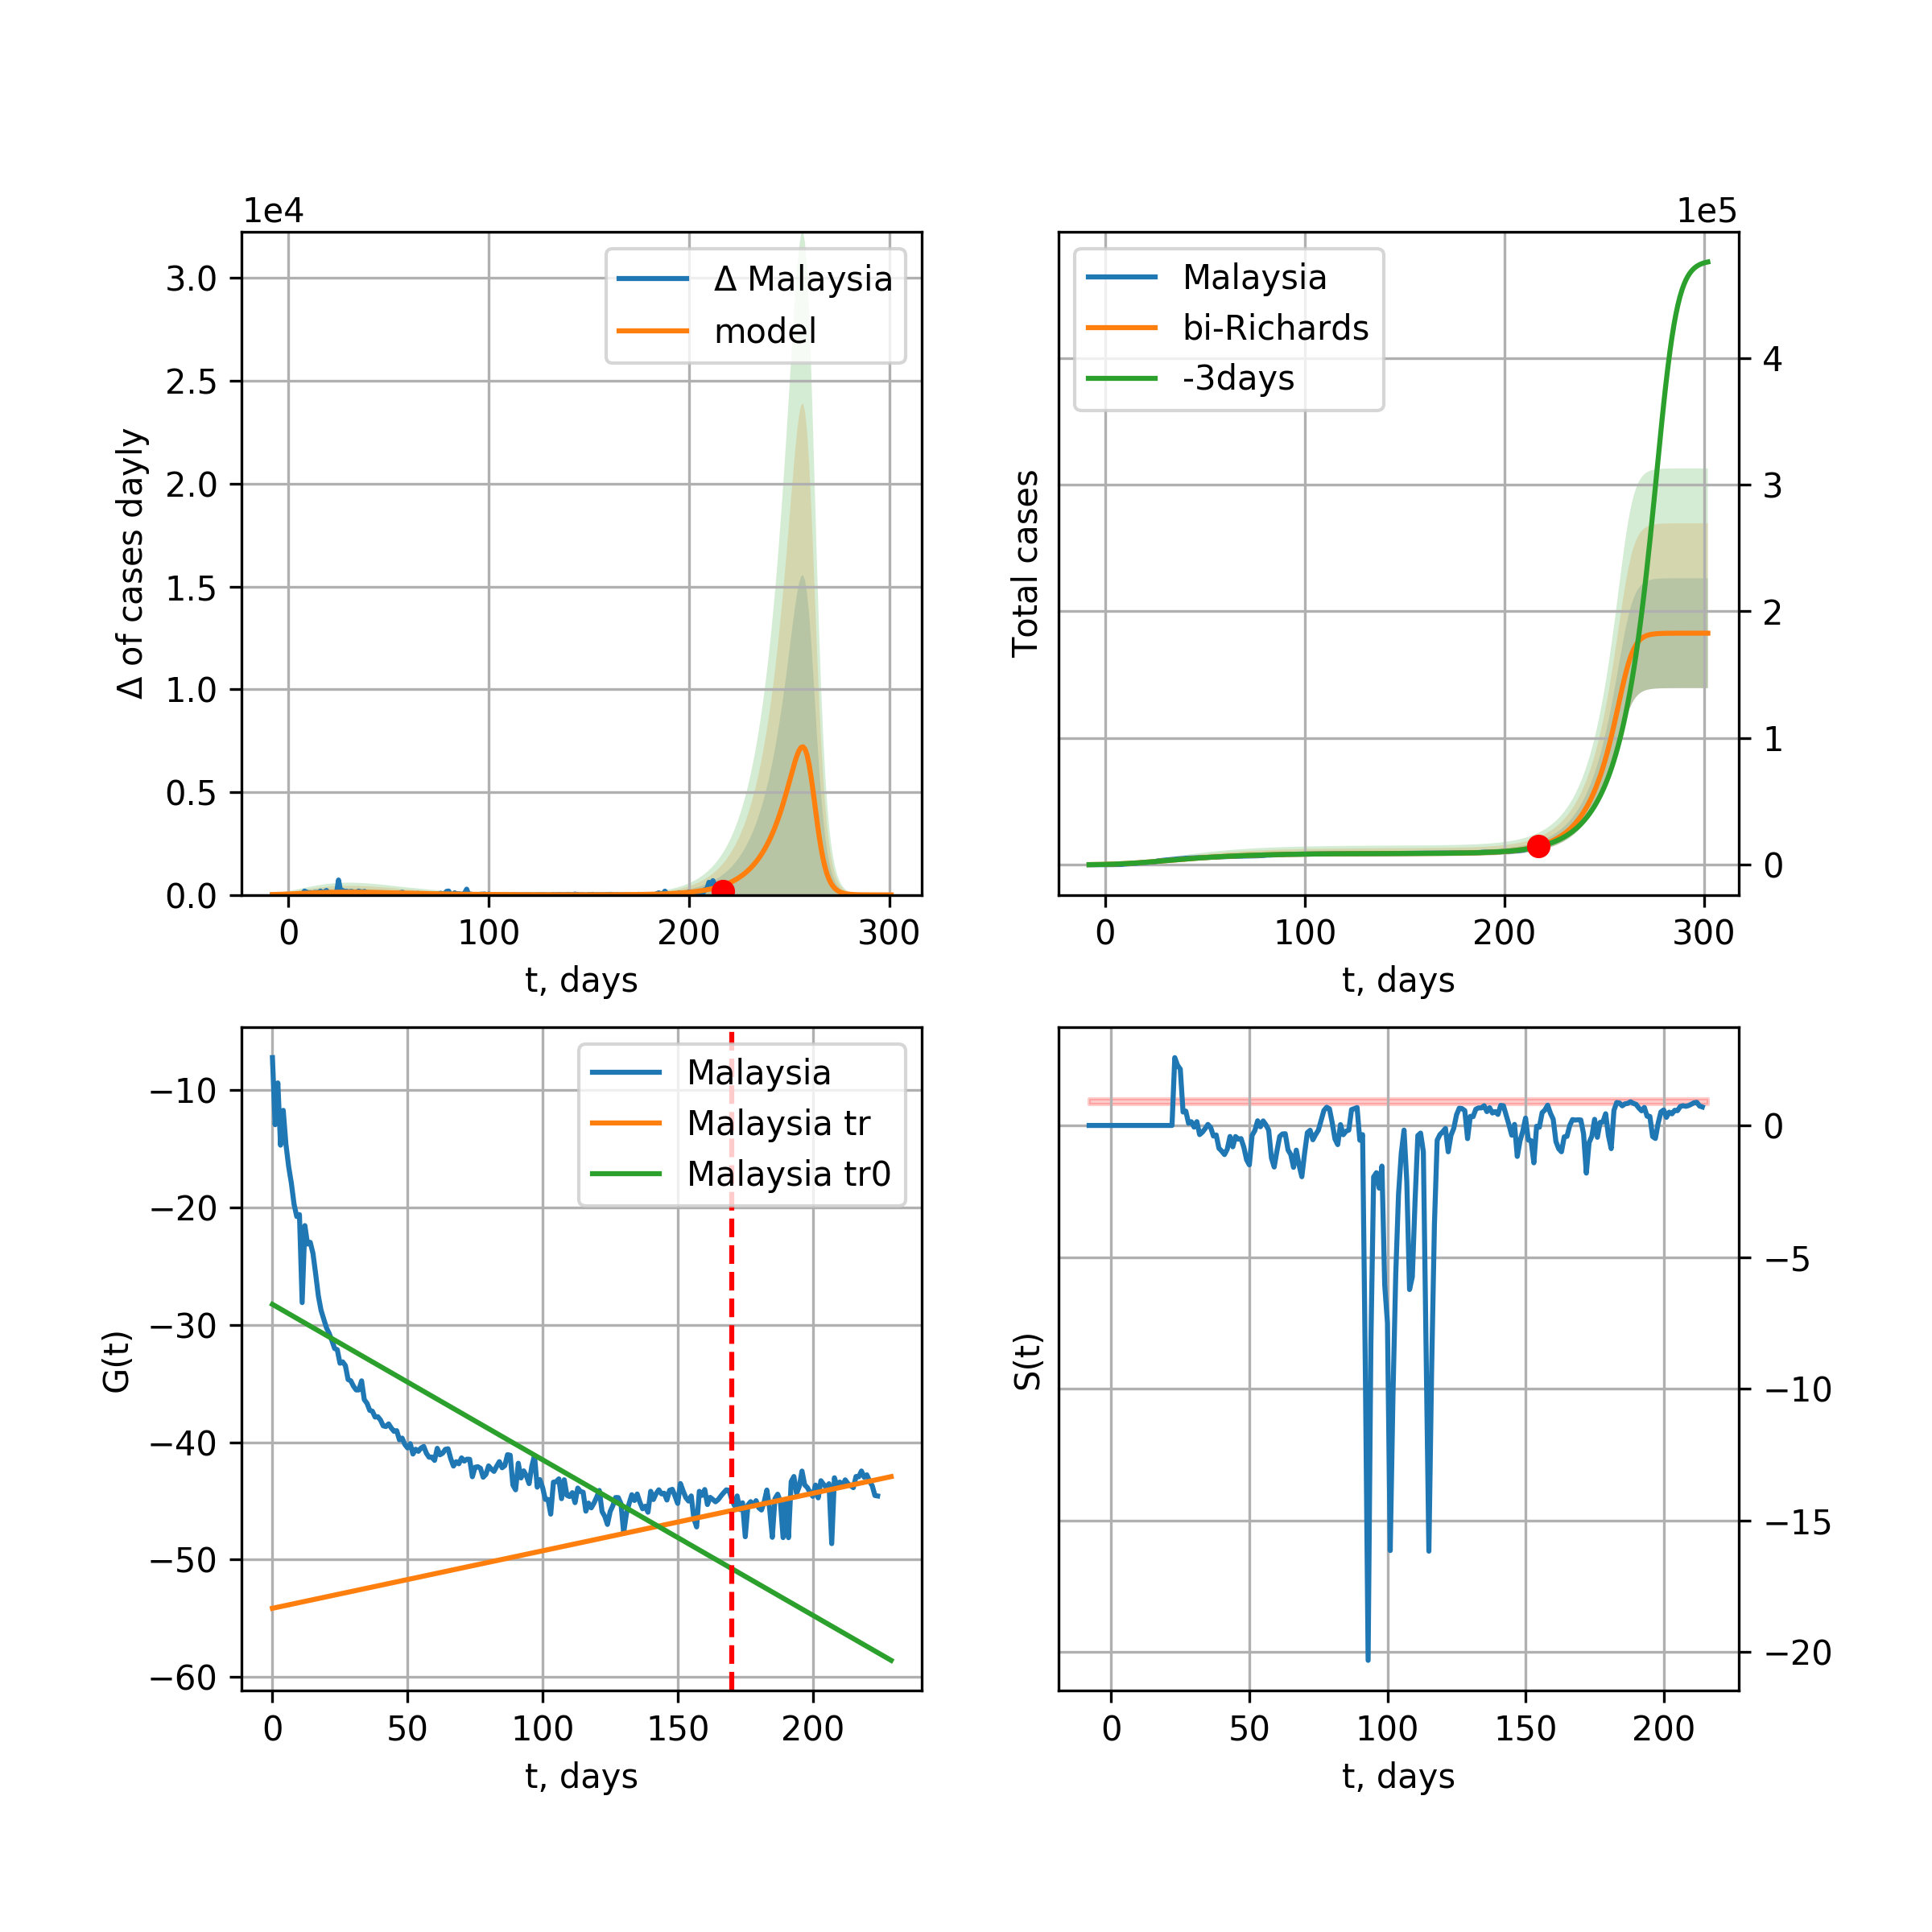 1e4
Δ of cases dayly
3.0
2.5
2.0
1.5
1.0
0.5
0.0
Δ Malaysia
model
0 100 200 300
t, days
1e5
Total cases
Malaysia
bi-Richards
-3days
4
3
2
1
0
0 100 200 300
t, days
G(t)
−10
−20
−30
−40
−50
−60
Malaysia
Malaysia tr
Malaysia tr0
0 50 100 150 200
t, days
S(t)
0
−5
−10
−15
−20
0 50 100 150 200
t, days